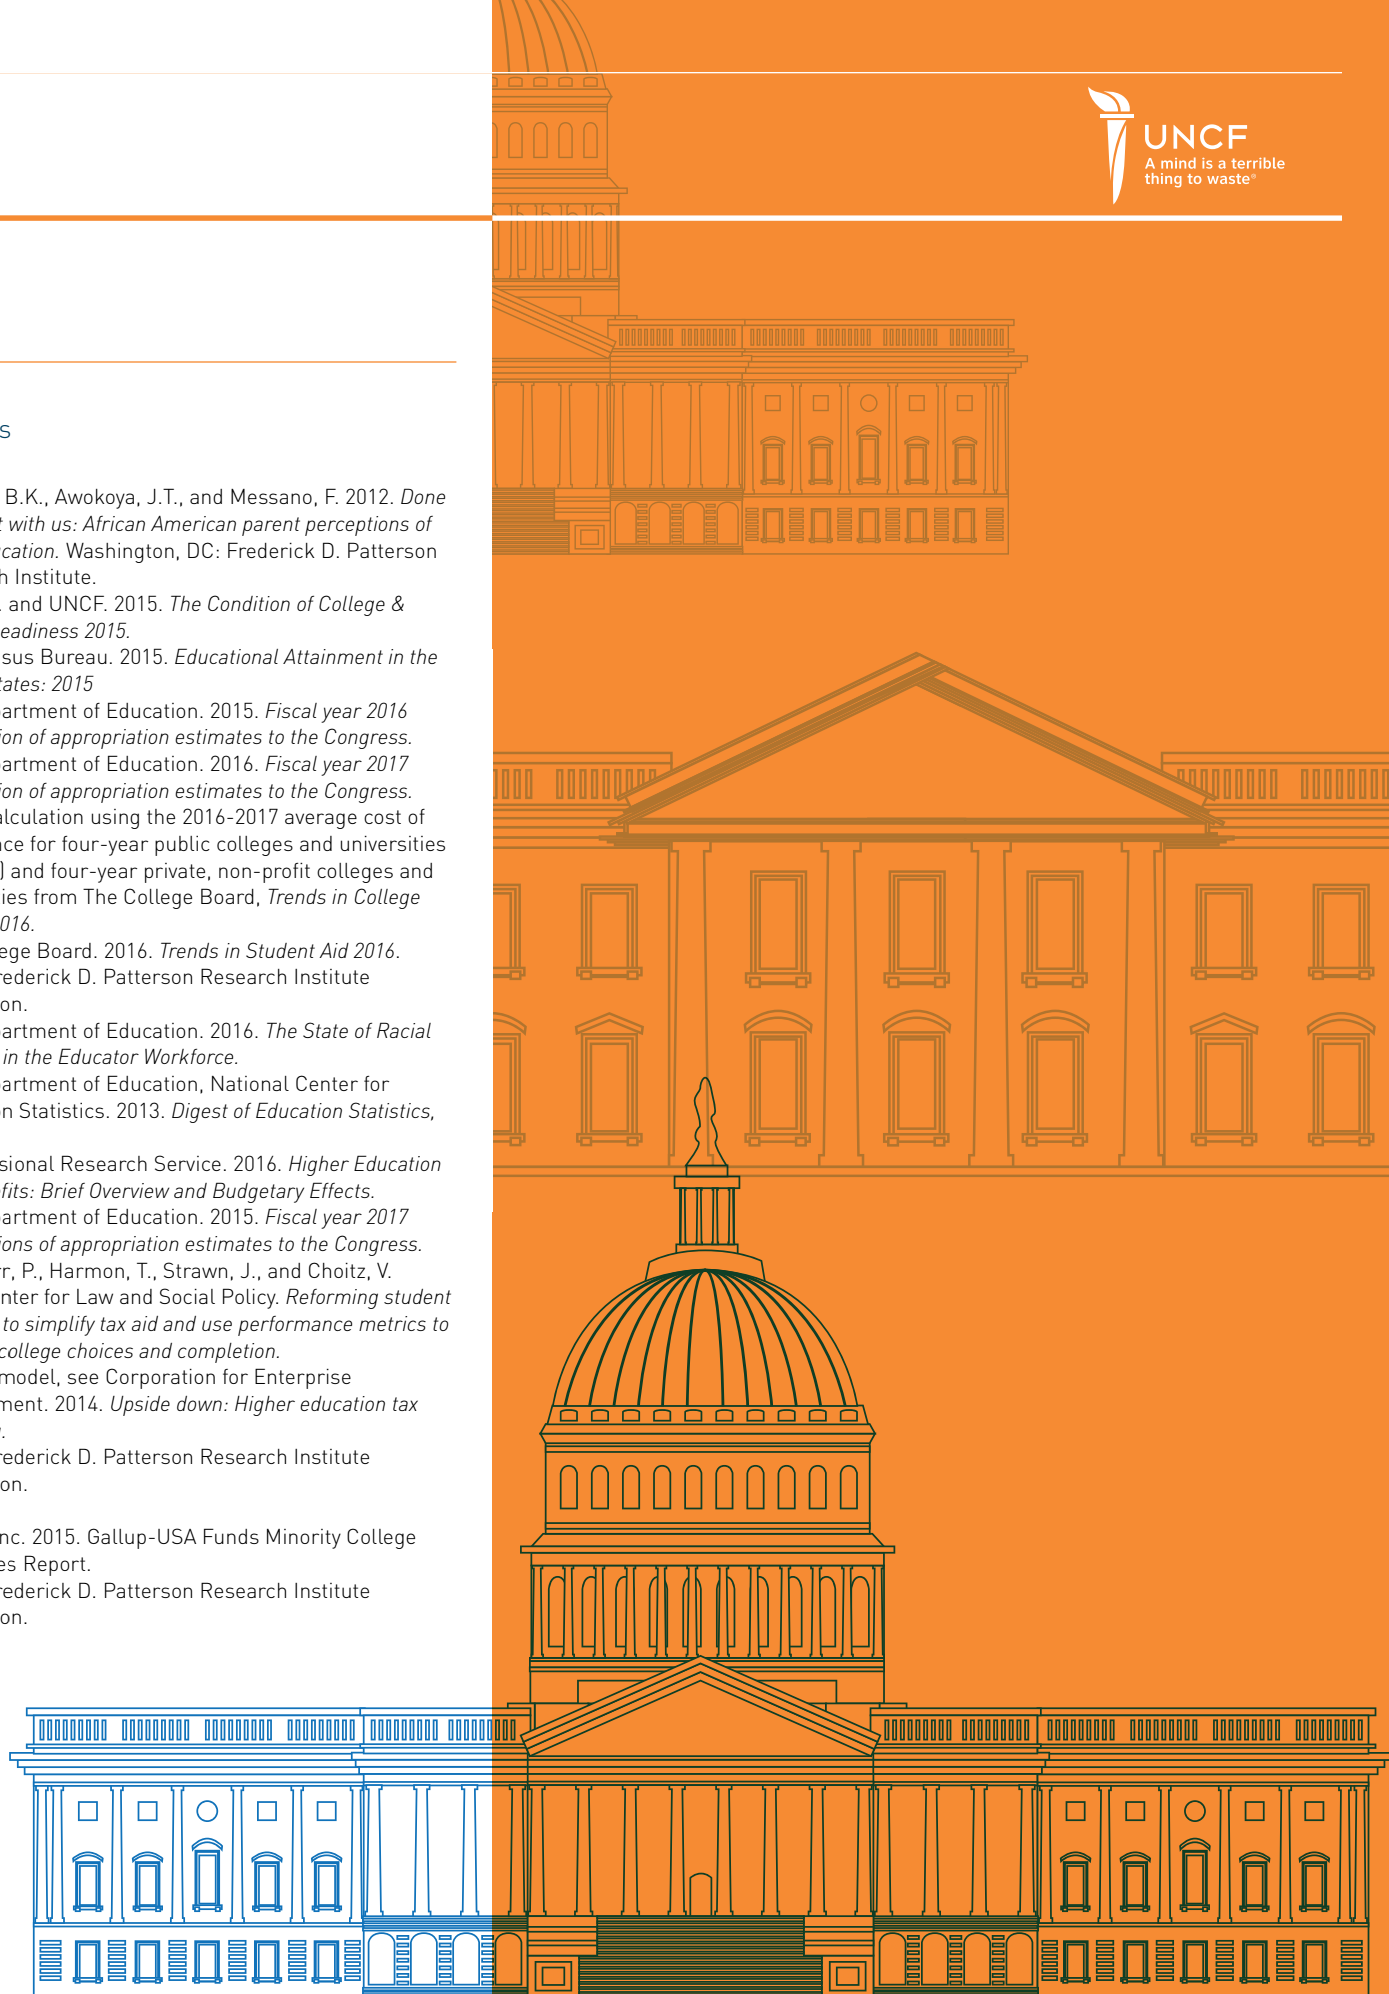 UNCF
A mind is a terrible
thing to waste®
s
B.K., Awokoya, J.T., and Messano, F. 2012. Done
t with us: African American parent perceptions of
cation. Washington, DC: Frederick D. Patterson
h Institute.
. and UNCF. 2015. The Condition of College &
eadiness 2015.
sus Bureau. 2015. Educational Attainment in the
tates: 2015
artment of Education. 2015. Fiscal year 2016
ion of appropriation estimates to the Congress.
artment of Education. 2016. Fiscal year 2017
ion of appropriation estimates to the Congress.
alculation using the 2016-2017 average cost of
ce for four-year public colleges and universities
) and four-year private, non-profit colleges and
ies from The College Board, Trends in College
016.
ege Board. 2016. Trends in Student Aid 2016.
rederick D. Patterson Research Institute
on.
artment of Education. 2016. The State of Racial
in the Educator Workforce.
artment of Education, National Center for
on Statistics. 2013. Digest of Education Statistics,
sional Research Service. 2016. Higher Education
fits: Brief Overview and Budgetary Effects.
artment of Education. 2015. Fiscal year 2017
ions of appropriation estimates to the Congress.
rr, P., Harmon, T., Strawn, J., and Choitz, V.
nter for Law and Social Policy. Reforming student
to simplify tax aid and use performance metrics to
college choices and completion.
model, see Corporation for Enterprise
ment. 2014. Upside down: Higher education tax
.
rederick D. Patterson Research Institute
on.
nc. 2015. Gallup-USA Funds Minority College
es Report.
rederick D. Patterson Research Institute
on.